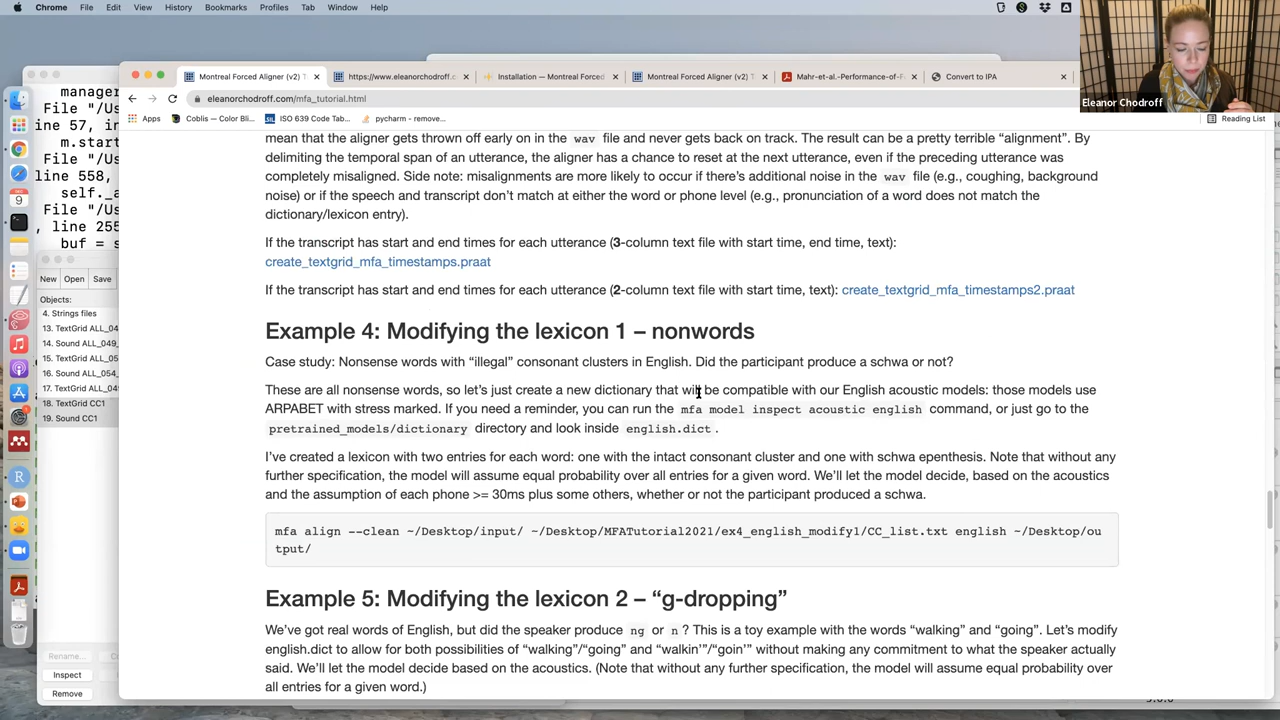 Chrome File Edit View History Bookmarks Profiles Tab Window Help
Eleanor Chodroff
Montreal Forced Aligner (v2) T
https://www.eleanorchodroff.c
Installation — Montreal Forced
Montreal Forced Aligner (v2) T
Mahr-et-al.-Performance-of-F
Convert to IPA
eleanorchodroff.com/mfa_tutorial.html
Apps Coblis — Color Bli... ISO 639 Code Tab... pycharm - remove... Reading List
manager
File "/Us
ine 57, in
m.start
File "/Us
line 558,
self._a
File "/Us
, line 255
buf = s
New Open Save
Objects:
4. Strings files
13. TextGrid ALL_04
14. Sound ALL_049_
15. TextGrid ALL_05
16. Sound ALL_054_
17. TextGrid ALL_049
18. TextGrid CC1
19. Sound CC1
Rename...
Inspect
Remove
DEC
9
mean that the aligner gets thrown off early on in the wav file and never gets back on track. The result can be a pretty terrible “alignment”. By
delimiting the temporal span of an utterance, the aligner has a chance to reset at the next utterance, even if the preceding utterance was
completely misaligned. Side note: misalignments are more likely to occur if there’s additional noise in the wav file (e.g., coughing, background
noise) or if the speech and transcript don’t match at either the word or phone level (e.g., pronunciation of a word does not match the
dictionary/lexicon entry).
If the transcript has start and end times for each utterance (3-column text file with start time, end time, text):
create_textgrid_mfa_timestamps.praat
If the transcript has start and end times for each utterance (2-column text file with start time, text): create_textgrid_mfa_timestamps2.praat
Example 4: Modifying the lexicon 1 – nonwords
Case study: Nonsense words with “illegal” consonant clusters in English. Did the participant produce a schwa or not?
These are all nonsense words, so let’s just create a new dictionary that will be compatible with our English acoustic models: those models use
ARPABET with stress marked. If you need a reminder, you can run the mfa model inspect acoustic english command, or just go to the
pretrained_models/dictionary directory and look inside english.dict .
I’ve created a lexicon with two entries for each word: one with the intact consonant cluster and one with schwa epenthesis. Note that without any
further specification, the model will assume equal probability over all entries for a given word. We’ll let the model decide, based on the acoustics
and the assumption of each phone >= 30ms plus some others, whether or not the participant produced a schwa.
mfa align --clean ~/Desktop/input/ ~/Desktop/MFATutorial2021/ex4_english_modify1/CC_list.txt english ~/Desktop/ou
tput/
Example 5: Modifying the lexicon 2 – “g-dropping”
We’ve got real words of English, but did the speaker produce ng or n ? This is a toy example with the words “walking” and “going”. Let’s modify
english.dict to allow for both possibilities of “walking”/“going” and “walkin’”/“goin’” without making any commitment to what the speaker actually
said. We’ll let the model decide based on the acoustics. (Note that without any further specification, the model will assume equal probability over
all entries for a given word.)